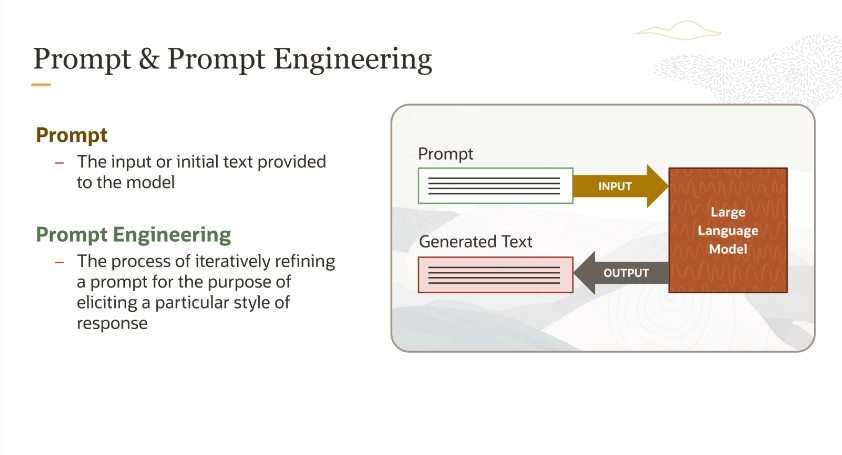 Prompt & Prompt Engineering
Prompt
– The input or initial text provided
to the model
Prompt Engineering
– The process of iteratively refining
a prompt for the purpose of
eliciting a particular style of
response
Prompt
INPUT
Large
Language
Model
Generated Text
OUTPUT